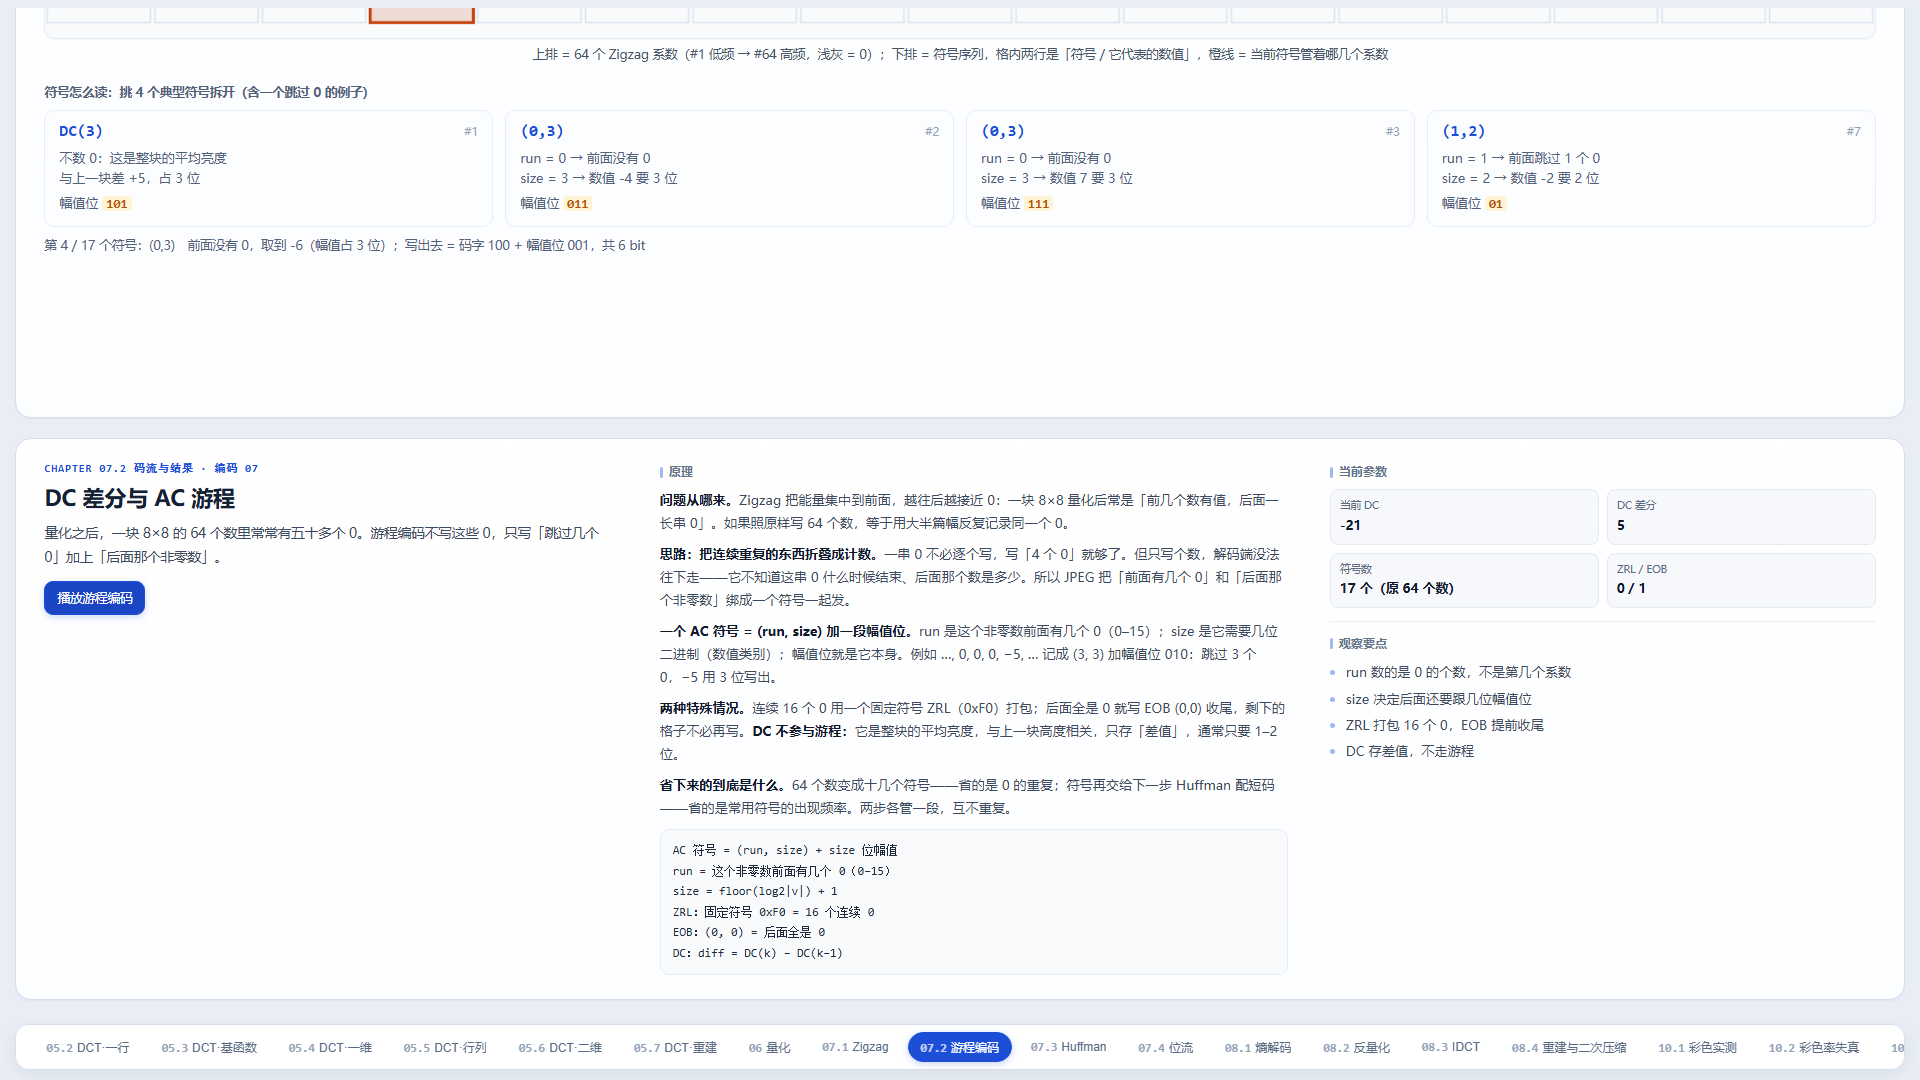 上排 = 64 个 Zigzag 系数（#1 低频 → #64 高频，浅灰 = 0）；下排 = 符号序列，格内两行是「符号 / 它代表的数值」，橙线 = 当前符号管着哪几个系数
符号怎么读：挑 4 个典型符号拆开（含一个跳过 0 的例子）
DC(3) #1
不数 0：这是整块的平均亮度
与上一块差 +5，占 3 位
幅值位 101
(0,3) #2
run = 0 → 前面没有 0
size = 3 → 数值 -4 要 3 位
幅值位 011
(0,3) #3
run = 0 → 前面没有 0
size = 3 → 数值 7 要 3 位
幅值位 111
(1,2) #7
run = 1 → 前面跳过 1 个 0
size = 2 → 数值 -2 要 2 位
幅值位 01
第 4 / 17 个符号：(0,3) 前面没有 0，取到 -6（幅值占 3 位）；写出去 = 码字 100 + 幅值位 001，共 6 bit
CHAPTER 07.2 码流与结果 · 编码 07
DC 差分与 AC 游程
量化之后，一块 8×8 的 64 个数里常常有五十多个 0。游程编码不写这些 0，只写「跳过几个
0」加上「后面那个非零数」。
播放游程编码
原理
问题从哪来。Zigzag 把能量集中到前面，越往后越接近 0：一块 8×8 量化后常是「前几个数有值，后面一
长串 0」。如果照原样写 64 个数，等于用大半篇幅反复记录同一个 0。
思路：把连续重复的东西折叠成计数。一串 0 不必逐个写，写「4 个 0」就够了。但只写个数，解码端没法
往下走——它不知道这串 0 什么时候结束、后面那个数是多少。所以 JPEG 把「前面有几个 0」和「后面那
个非零数」绑成一个符号一起发。
一个 AC 符号 = (run, size) 加一段幅值位。run 是这个非零数前面有几个 0（0–15）；size 是它需要几位
二进制（数值类别）；幅值位就是它本身。例如 …, 0, 0, 0, −5, … 记成 (3, 3) 加幅值位 010：跳过 3 个
0，−5 用 3 位写出。
两种特殊情况。连续 16 个 0 用一个固定符号 ZRL（0xF0）打包；后面全是 0 就写 EOB (0,0) 收尾，剩下的
格子不必再写。DC 不参与游程：它是整块的平均亮度，与上一块高度相关，只存「差值」，通常只要 1–2
位。
省下来的到底是什么。64 个数变成十几个符号——省的是 0 的重复；符号再交给下一步 Huffman 配短码
——省的是常用符号的出现频率。两步各管一段，互不重复。
AC 符号 = (run, size) + size 位幅值
run = 这个非零数前面有几个 0（0–15）
size = floor(log2|v|) + 1
ZRL：固定符号 0xF0 = 16 个连续 0
EOB：(0, 0) = 后面全是 0
DC：diff = DC(k) − DC(k−1)
当前参数
当前 DC
-21
DC 差分
5
符号数
17 个（原 64 个数）
ZRL / EOB
0 / 1
观察要点
run 数的是 0 的个数，不是第几个系数
size 决定后面还要跟几位幅值位
ZRL 打包 16 个 0，EOB 提前收尾
DC 存差值，不走游程
05.2 DCT·一行 05.3 DCT·基函数 05.4 DCT·一维 05.5 DCT·行列 05.6 DCT·二维 05.7 DCT·重建 06 量化 07.1 Zigzag 07.2 游程编码 07.3 Huffman 07.4 位流 08.1 熵解码 08.2 反量化 08.3 IDCT 08.4 重建与二次压缩 10.1 彩色实测 10.2 彩色率失真 10